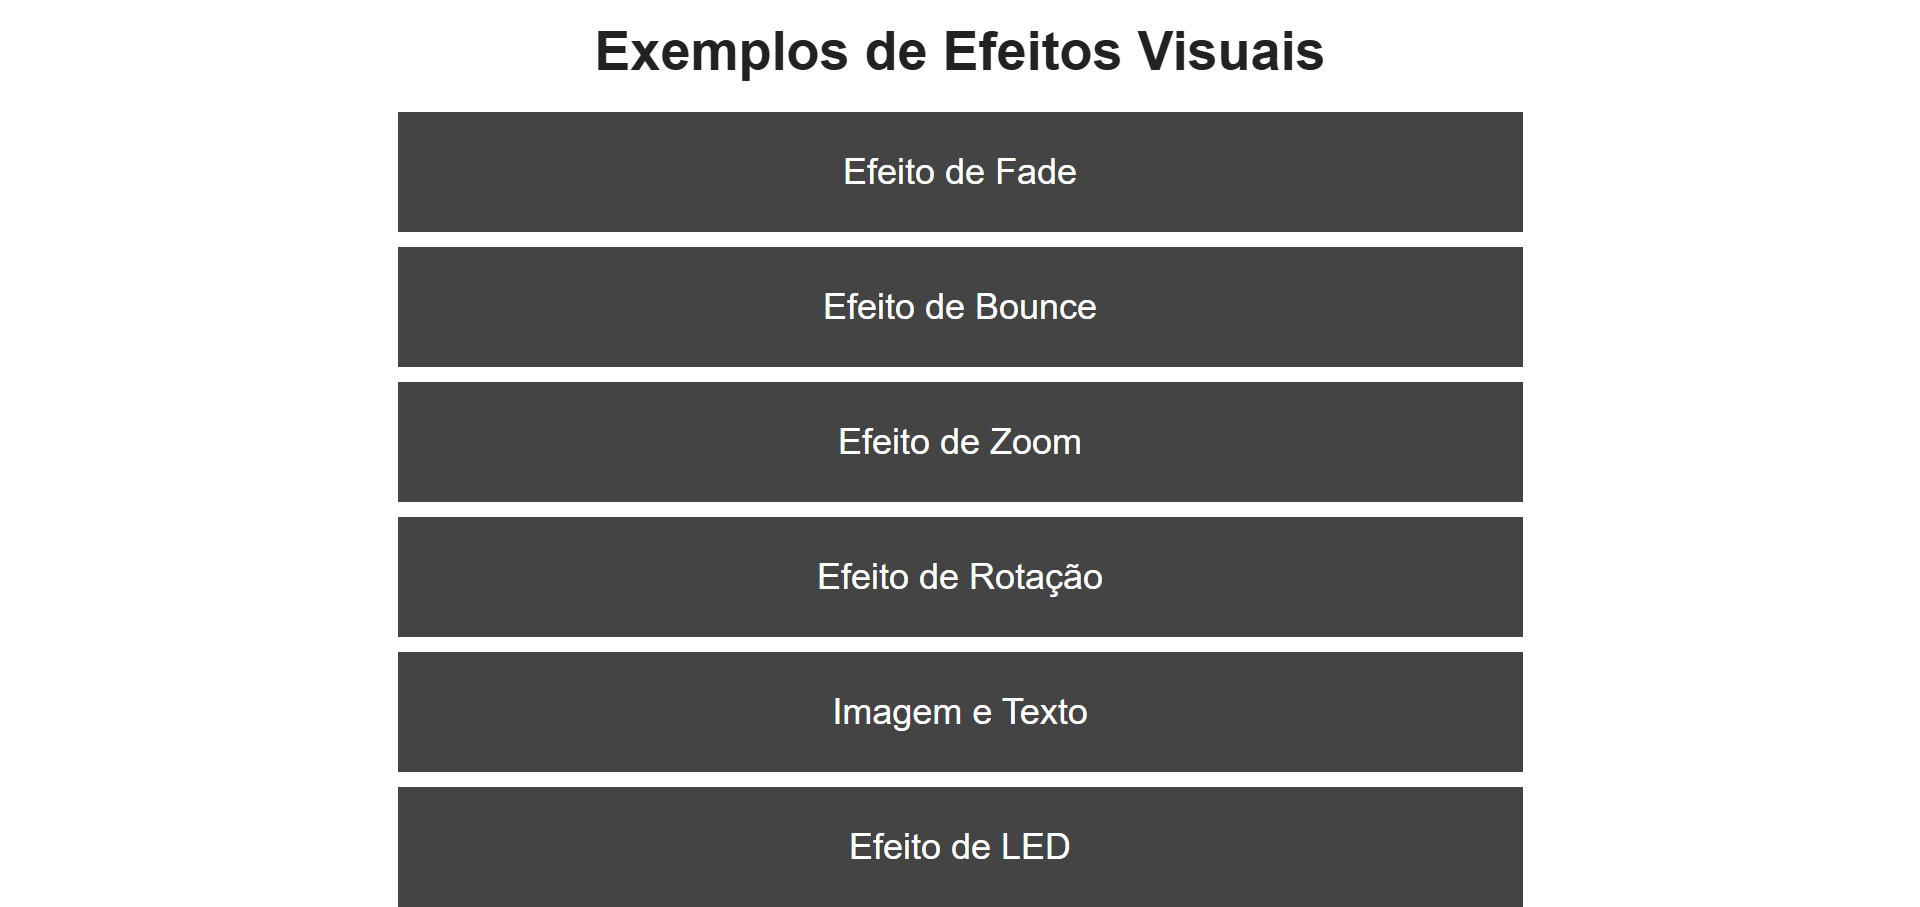 Exemplos de Efeitos Visuais
Efeito de Fade
Efeito de Bounce
Efeito de Zoom
Efeito de Rotação
Imagem e Texto
Efeito de LED